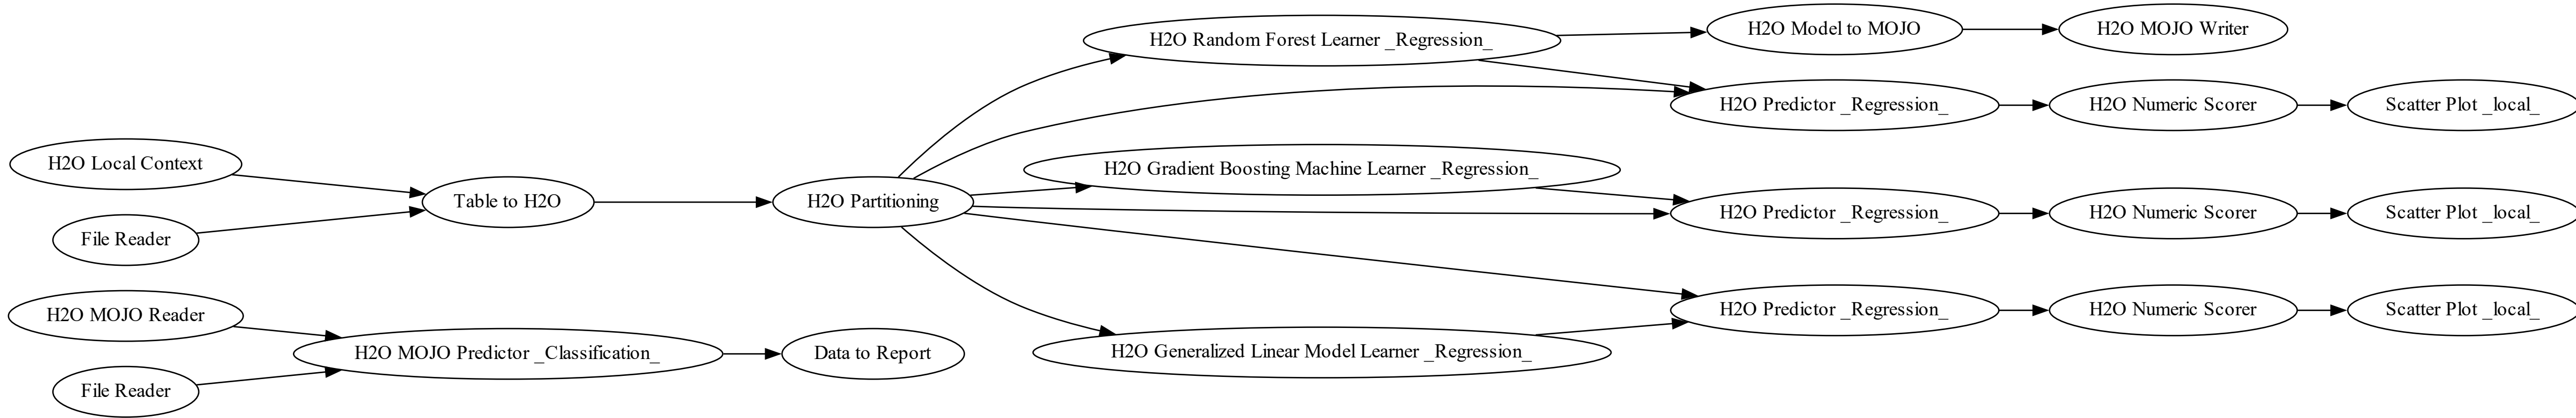 H2O Local Context
File Reader
H2O MOJO Reader
File Reader
Table to H2O
H2O MOJO Predictor _Classification_
H2O Partitioning
Data to Report
H2O Random Forest Learner _Regression_
H2O Gradient Boosting Machine Learner _Regression_
H2O Generalized Linear Model Learner _Regression_
H2O Model to MOJO
H2O MOJO Writer
H2O Predictor _Regression_
H2O Numeric Scorer
Scatter Plot _local_
H2O Predictor _Regression_
H2O Numeric Scorer
Scatter Plot _local_
H2O Predictor _Regression_
H2O Numeric Scorer
Scatter Plot _local_